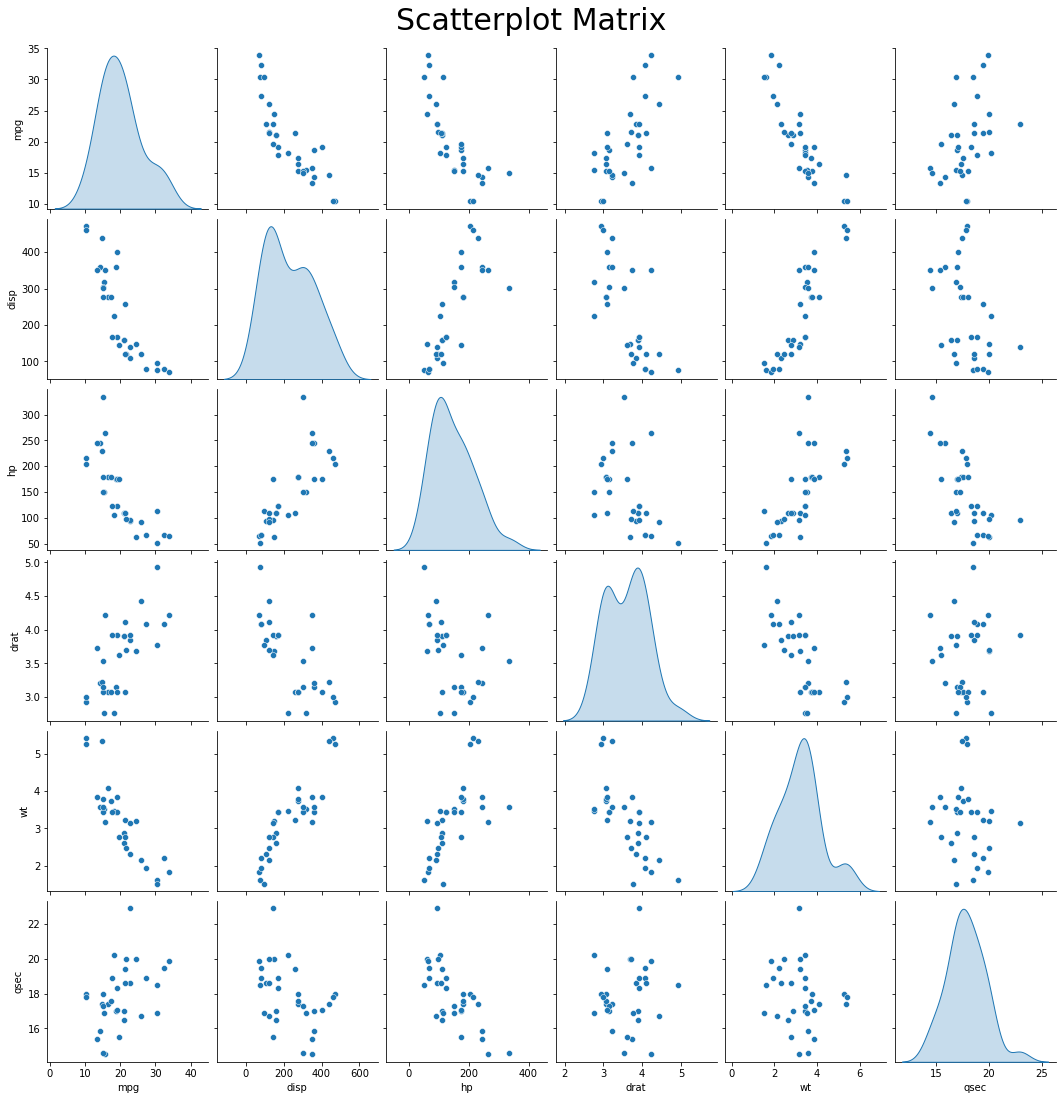 Scatterplot Matrix
35
30
25
20
15
10
mpg
400
300
200
100
disp
300
250
200
150
100
50
hp
5.0
4.5
4.0
3.5
3.0
drat
5
4
3
2
wt
22
20
18
16
qsec
0 10 20 30 40
mpg
0 200 400 600
disp
0 200 400
hp
2 3 4 5
drat
0 2 4 6
wt
15 20 25
qsec